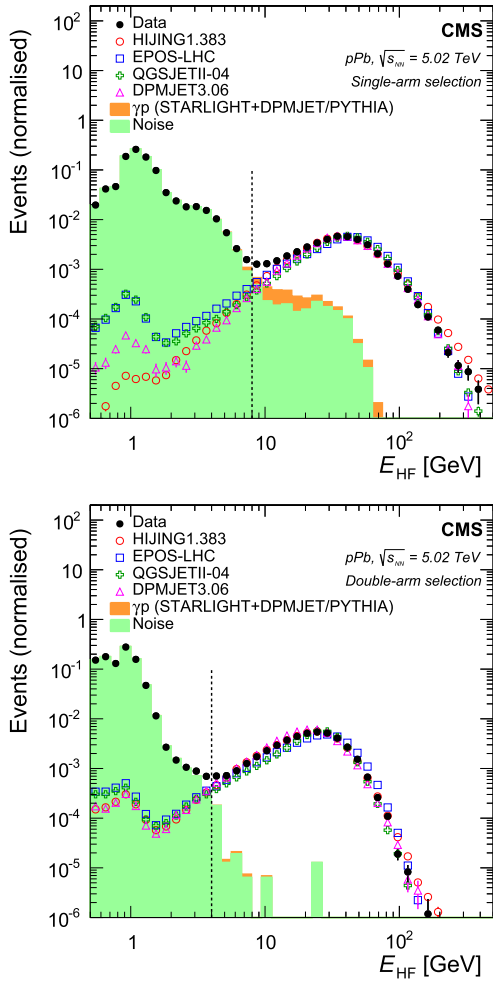 10²
10
1
10⁻¹
10⁻²
10⁻³
10⁻⁴
10⁻⁵
10⁻⁶
Events (normalised)
Data
HIJING1.383
EPOS-LHC
QGSJETII-04
DPMJET3.06
γp (STARLIGHT+DPMJET/PYTHIA)
Noise
CMS
pPb, √s_NN = 5.02 TeV
Single-arm selection
1
10
10²
E_HF [GeV]
10²
10
1
10⁻¹
10⁻²
10⁻³
10⁻⁴
10⁻⁵
10⁻⁶
Events (normalised)
Data
HIJING1.383
EPOS-LHC
QGSJETII-04
DPMJET3.06
γp (STARLIGHT+DPMJET/PYTHIA)
Noise
CMS
pPb, √s_NN = 5.02 TeV
Double-arm selection
1
10
10²
E_HF [GeV]